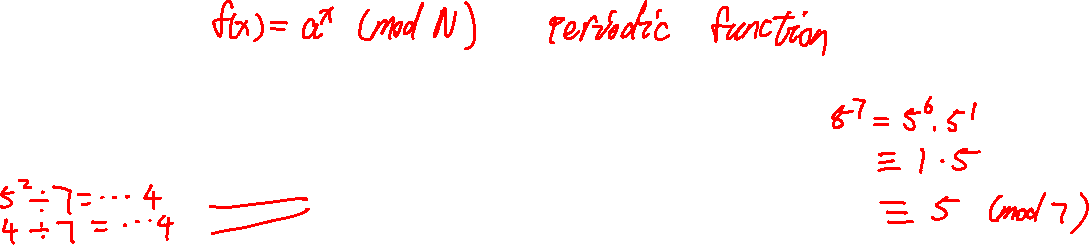 f(x) = a^x (mod N) periodic function
5^7 = 5^6 · 5^1
≡ 1 · 5
≡ 5 (mod 7)
5^2 ÷ 7 = ··· 4
4 ÷ 7 = ··· 4